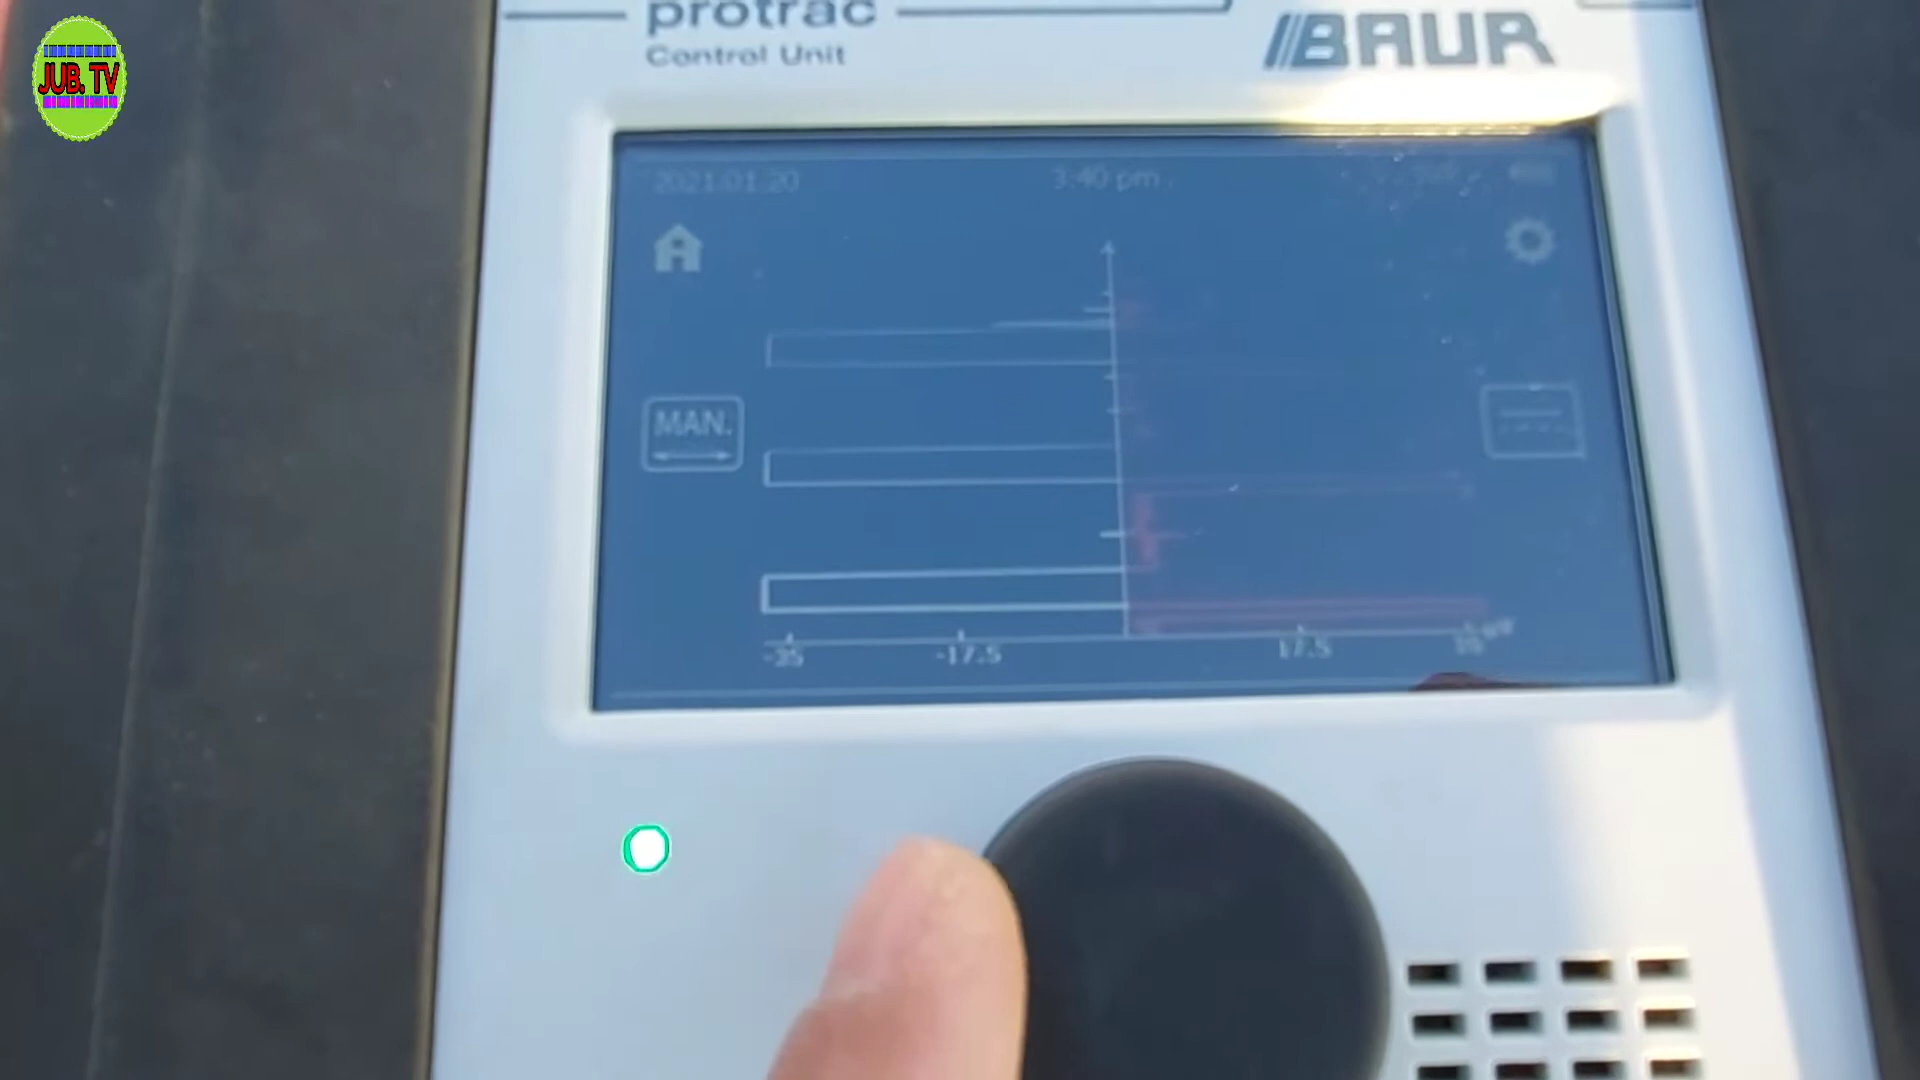 JUB. TV
protrac
Control Unit
BAUR
2021.01.20
3:40 pm
MAN.
-35
-17.5
17.5